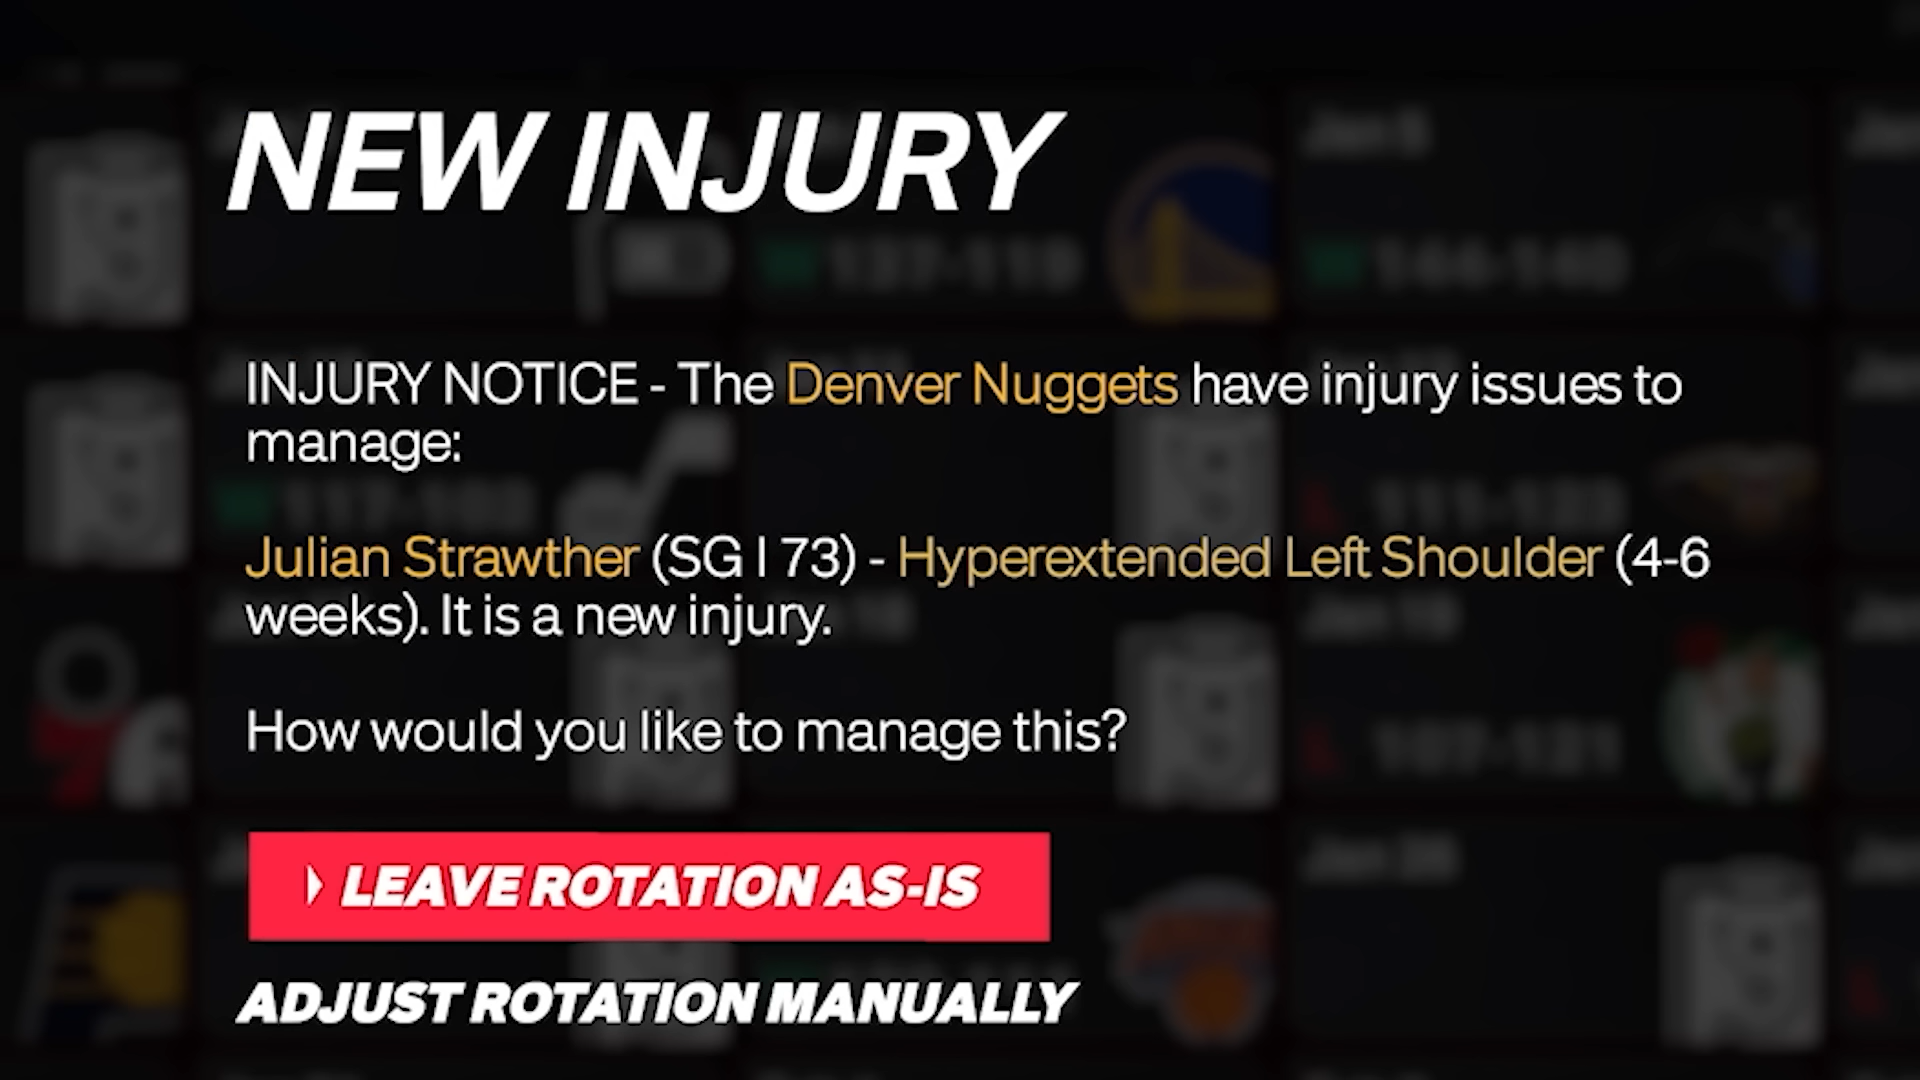 NEW INJURY
INJURY NOTICE - The Denver Nuggets have injury issues to
manage:
Julian Strawther (SG | 73) - Hyperextended Left Shoulder (4-6
weeks). It is a new injury.
How would you like to manage this?
LEAVE ROTATION AS-IS
ADJUST ROTATION MANUALLY